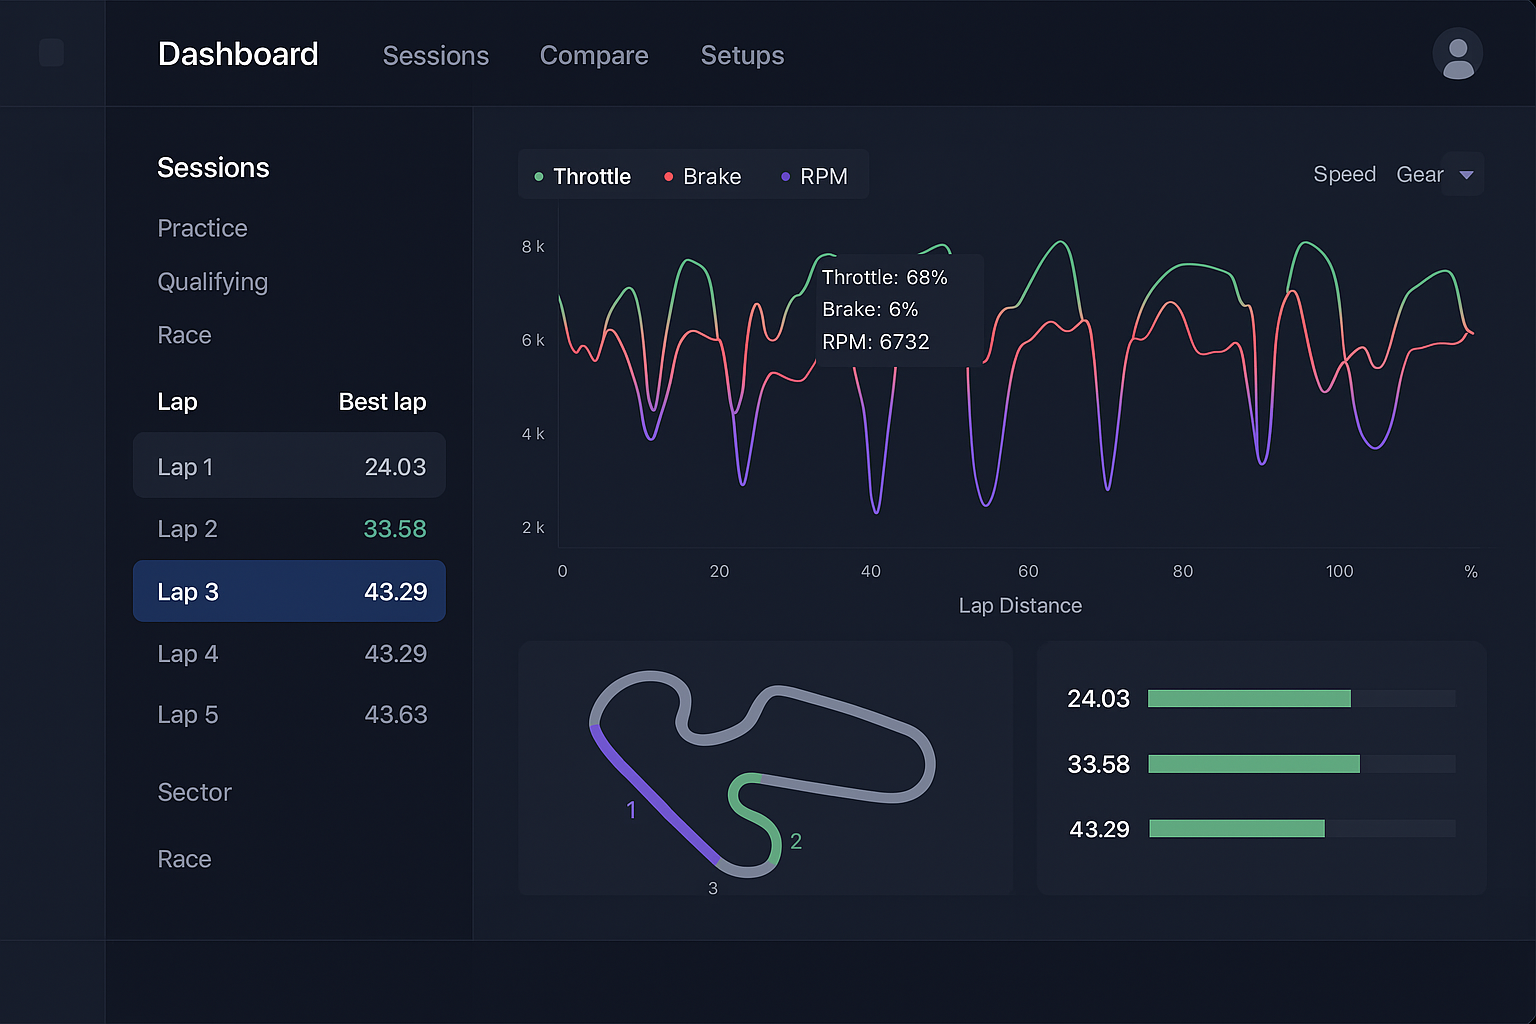 Dashboard Sessions Compare Setups
Sessions
Practice
Qualifying
Race
Lap Best lap
Lap 1 24.03
Lap 2 33.58
Lap 3 43.29
Lap 4 43.29
Lap 5 43.63
Sector
Race
Throttle Brake RPM
Speed Gear
8 k
6 k
4 k
2 k
Throttle: 68%
Brake: 6%
RPM: 6732
0 20 40 60 80 100 %
Lap Distance
1
2
3
24.03
33.58
43.29